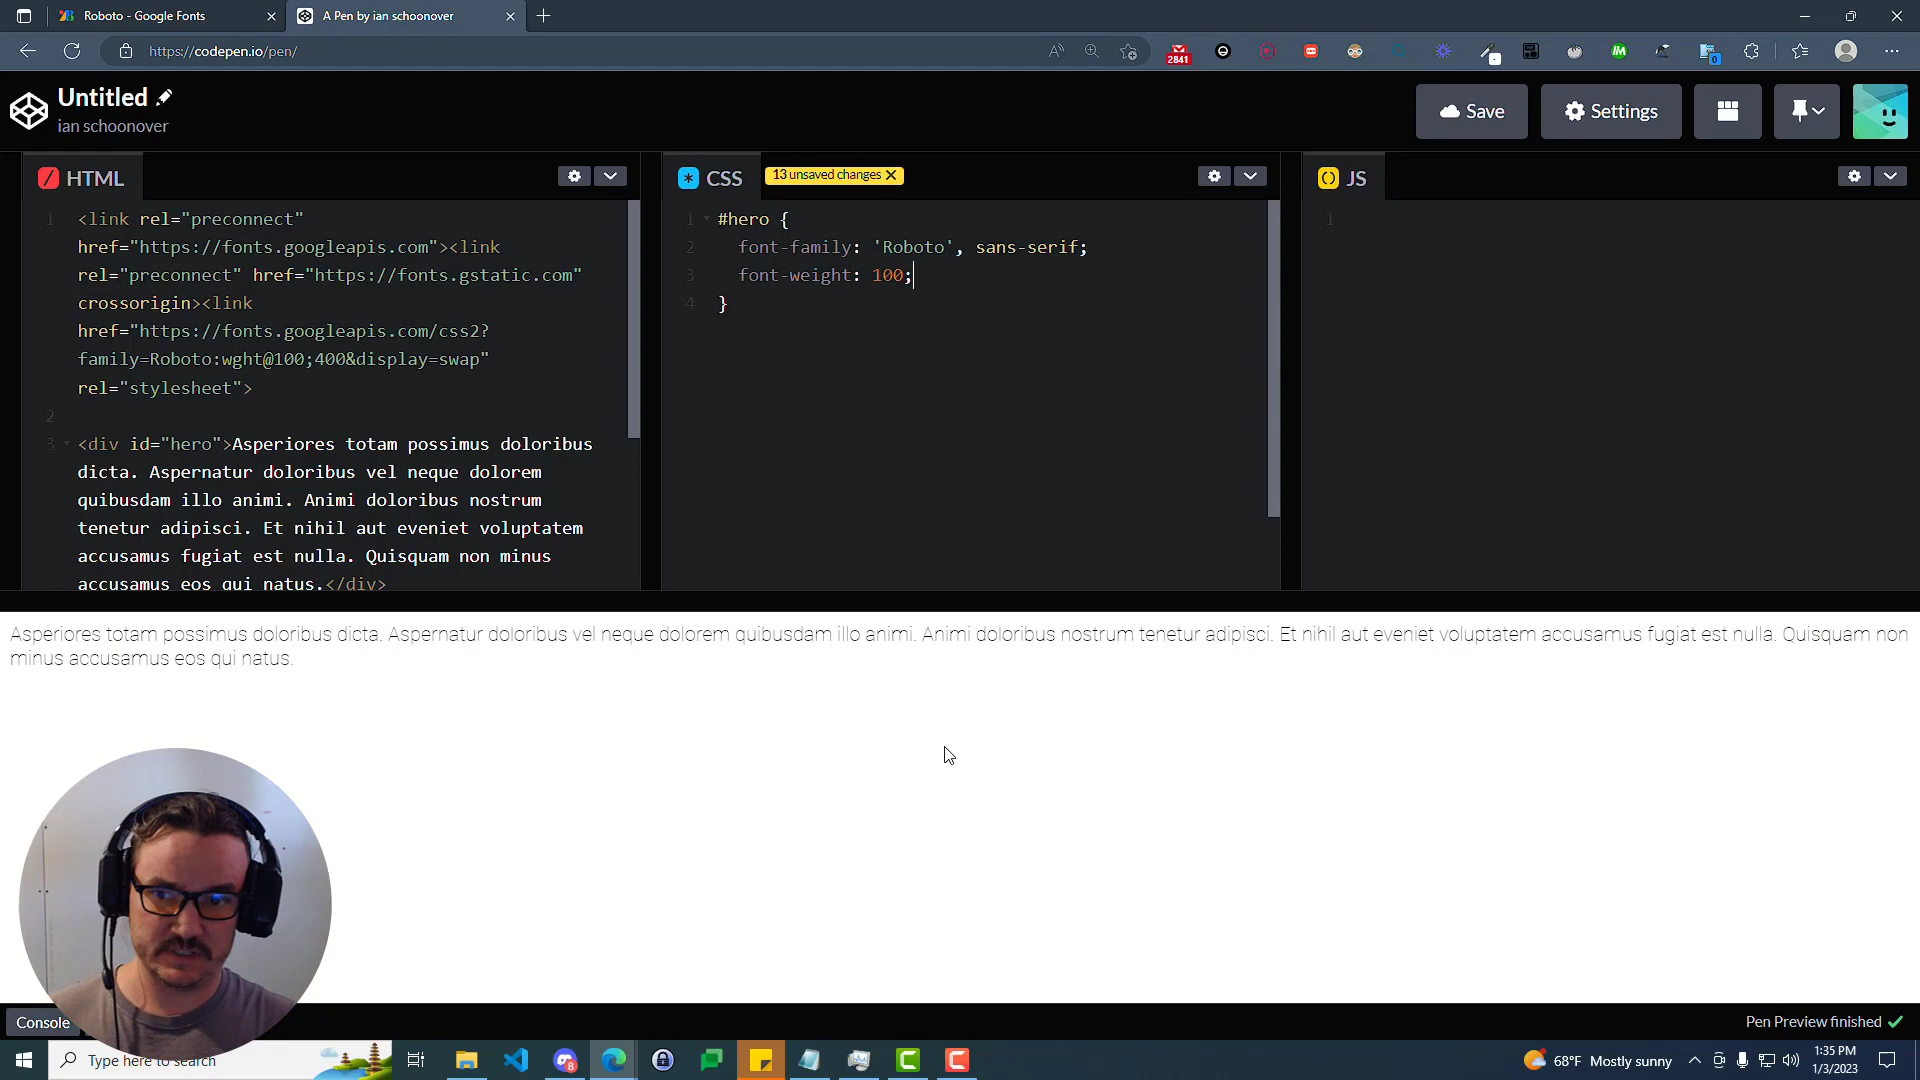 Roboto - Google Fonts
A Pen by ian schoonover
https://codepen.io/pen/
2841
0
Untitled
ian schoonover
Save
Settings
HTML
CSS
13 unsaved changes
JS
1 <link rel="preconnect"
href="https://fonts.googleapis.com"><link
rel="preconnect" href="https://fonts.gstatic.com"
crossorigin><link
href="https://fonts.googleapis.com/css2?
family=Roboto:wght@100;400&display=swap"
rel="stylesheet">
2
3 <div id="hero">Asperiores totam possimus doloribus
dicta. Aspernatur doloribus vel neque dolorem
quibusdam illo animi. Animi doloribus nostrum
tenetur adipisci. Et nihil aut eveniet voluptatem
accusamus fugiat est nulla. Quisquam non minus
accusamus eos qui natus.</div>
1 #hero {
2 font-family: 'Roboto', sans-serif;
3 font-weight: 100;
4 }
1
Asperiores totam possimus doloribus dicta. Aspernatur doloribus vel neque dolorem quibusdam illo animi. Animi doloribus nostrum tenetur adipisci. Et nihil aut eveniet voluptatem accusamus fugiat est nulla. Quisquam non
minus accusamus eos qui natus.
Console
Pen Preview finished
Type here to search
8
68°F Mostly sunny
1:35 PM
1/3/2023